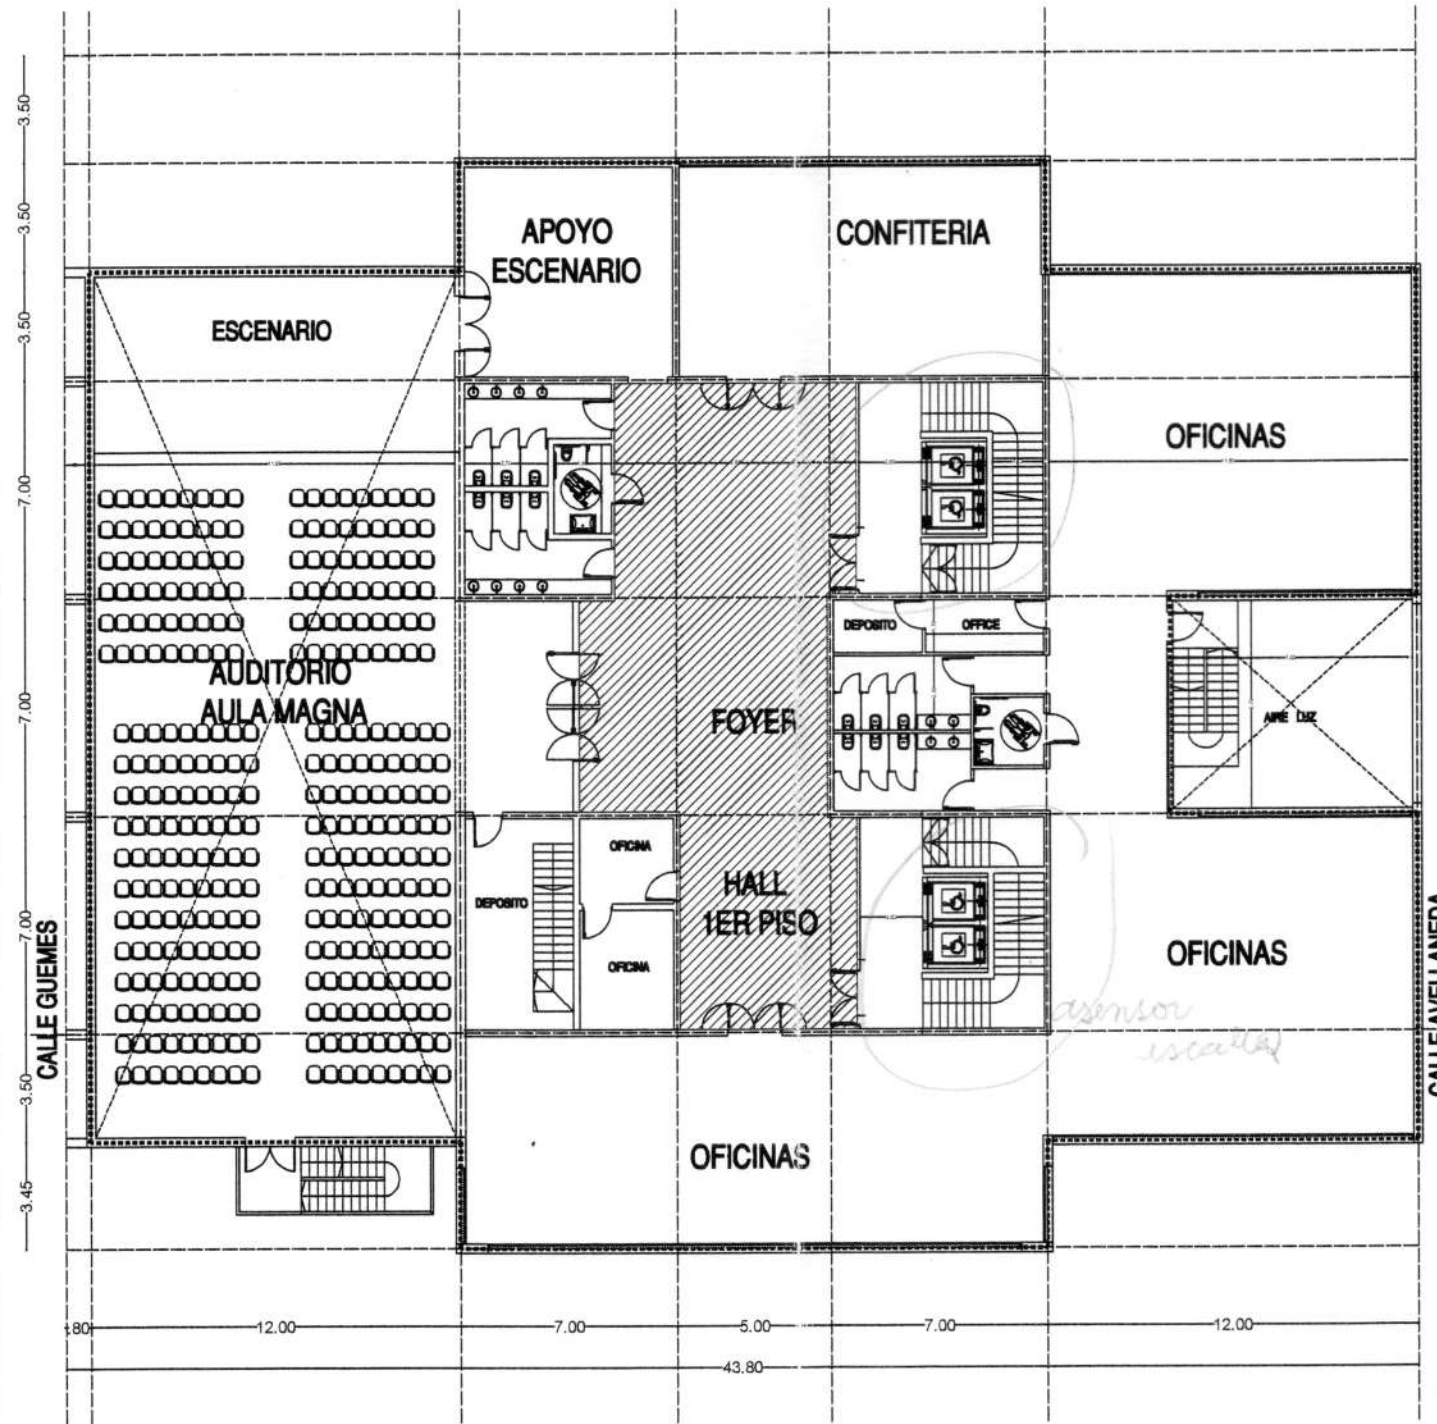 3.50
3.50
3.50
7.00
7.00
7.00
3.50
3.45
CALLE GUEMES
APOYO
ESCENARIO
CONFITERIA
ESCENARIO
OFICINAS
AUDITORIO
AULA MAGNA
DEPOSITO
OFFICE
FOYER
AIRE LUZ
OFICINA
HALL
1ER PISO
DEPOSITO
OFICINA
OFICINAS
asensor
OFICINAS
CALLE AVELLANEDA
.80
12.00
7.00
5.00
7.00
12.00
43.80